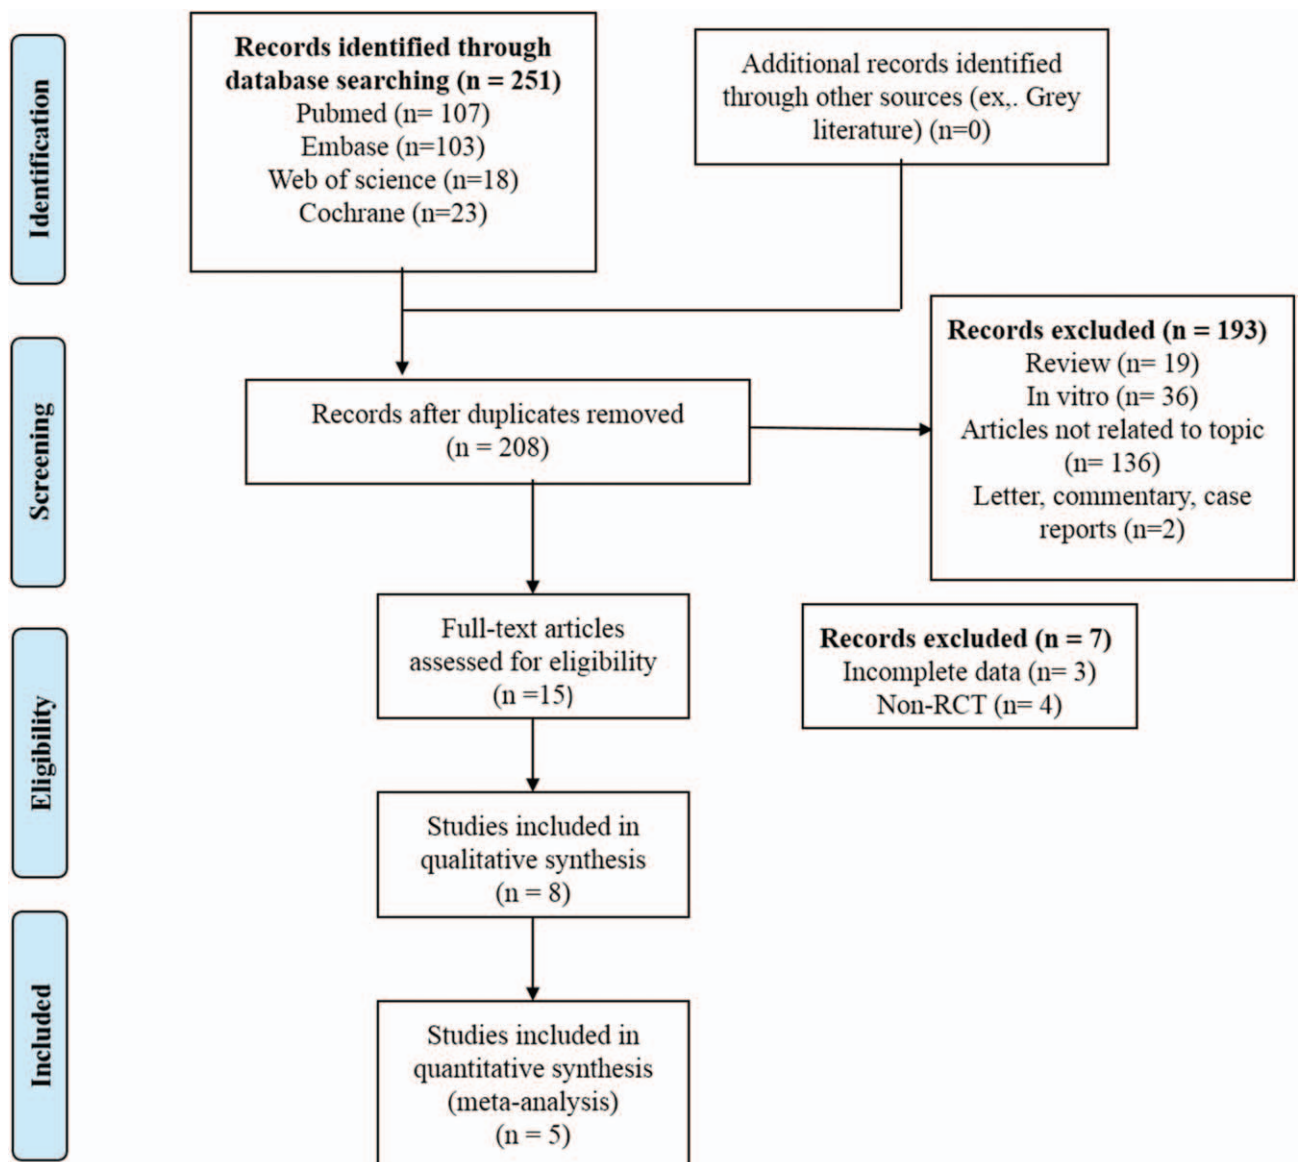 Identification
Records identified through
database searching (n = 251)
Pubmed (n= 107)
Embase (n=103)
Web of science (n=18)
Cochrane (n=23)
Additional records identified
through other sources (ex,. Grey
literature) (n=0)
Screening
Records after duplicates removed
(n = 208)
Records excluded (n = 193)
Review (n= 19)
In vitro (n= 36)
Articles not related to topic
(n= 136)
Letter, commentary, case
reports (n=2)
Eligibility
Full-text articles
assessed for eligibility
(n =15)
Records excluded (n = 7)
Incomplete data (n= 3)
Non-RCT (n= 4)
Studies included in
qualitative synthesis
(n = 8)
Included
Studies included in
quantitative synthesis
(meta-analysis)
(n = 5)